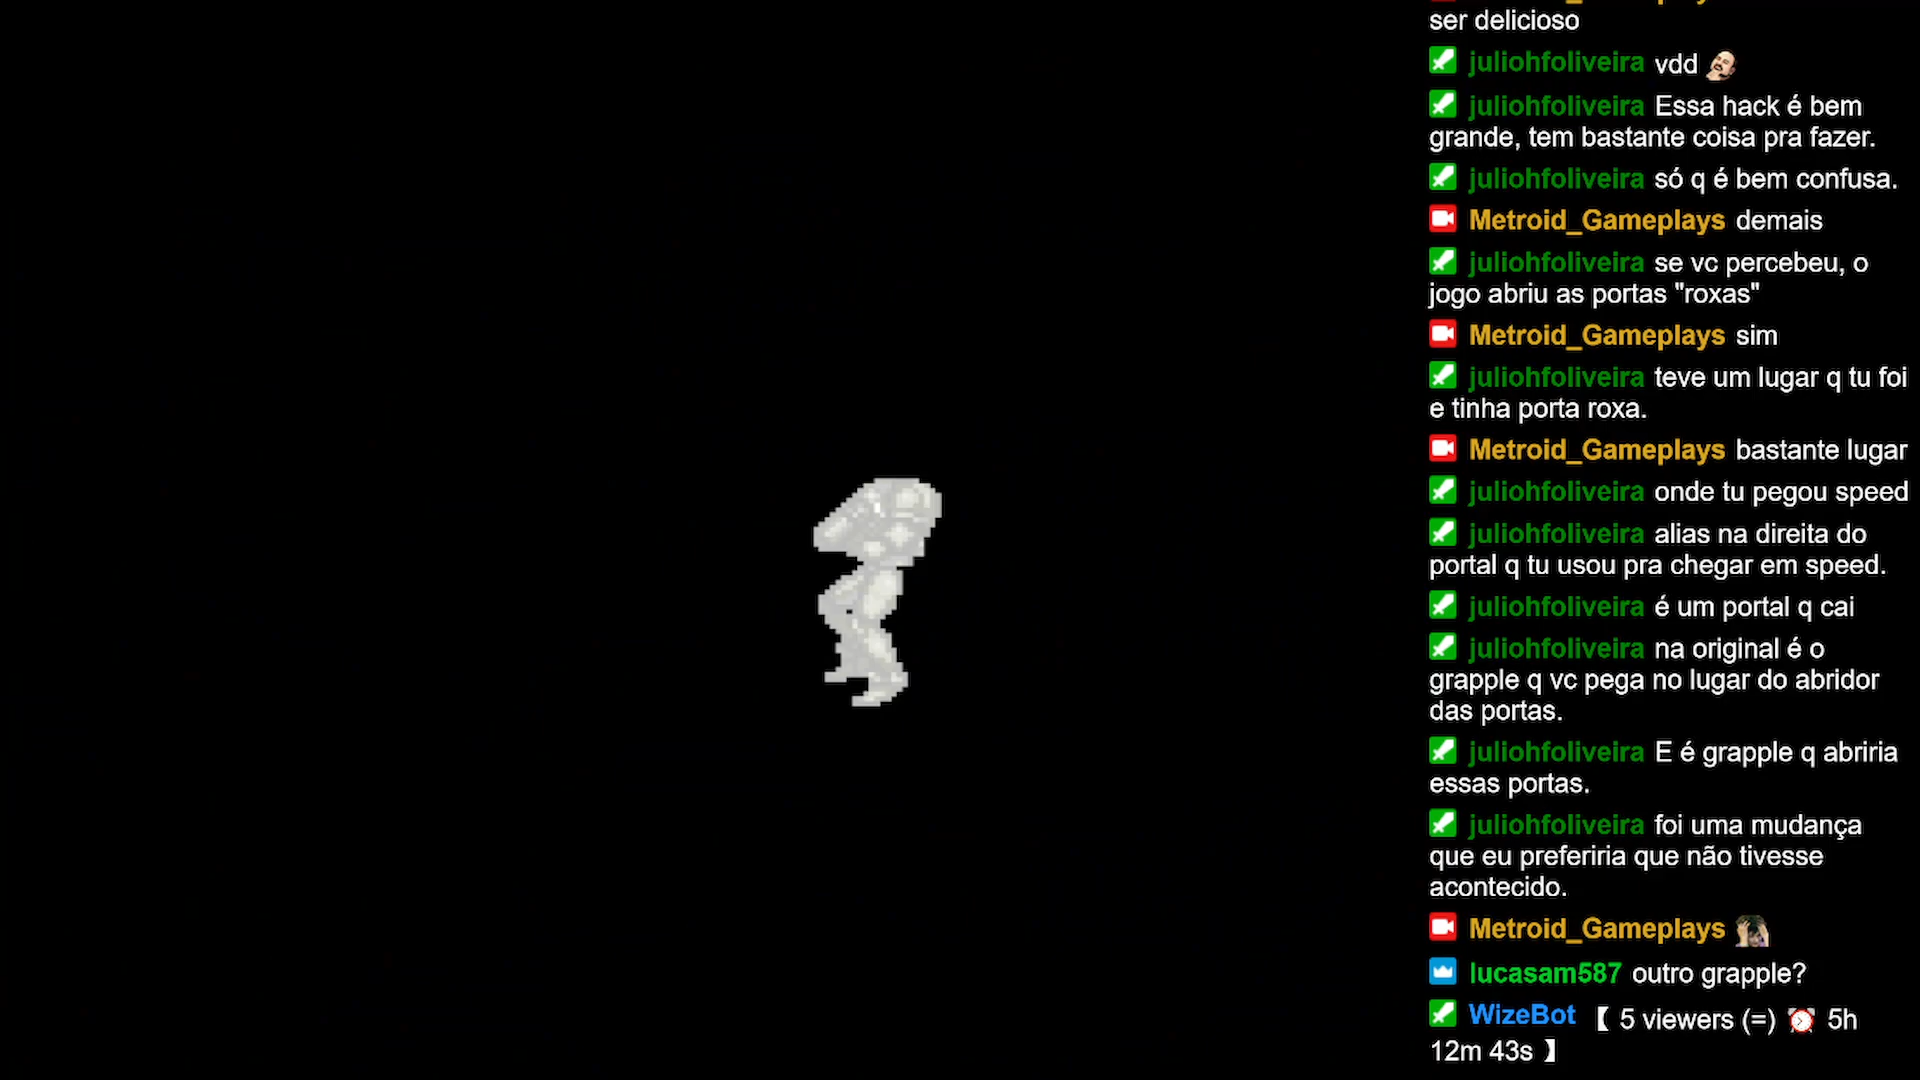 ser delicioso
juliohfoliveira vdd
juliohfoliveira Essa hack é bem
grande, tem bastante coisa pra fazer.
juliohfoliveira só q é bem confusa.
Metroid_Gameplays demais
juliohfoliveira se vc percebeu, o
jogo abriu as portas "roxas"
Metroid_Gameplays sim
juliohfoliveira teve um lugar q tu foi
e tinha porta roxa.
Metroid_Gameplays bastante lugar
juliohfoliveira onde tu pegou speed
juliohfoliveira alias na direita do
portal q tu usou pra chegar em speed.
juliohfoliveira é um portal q cai
juliohfoliveira na original é o
grapple q vc pega no lugar do abridor
das portas.
juliohfoliveira E é grapple q abriria
essas portas.
juliohfoliveira foi uma mudança
que eu preferiria que não tivesse
acontecido.
Metroid_Gameplays
lucasam587 outro grapple?
WizeBot 【 5 viewers (=) ⏰ 5h
12m 43s 】